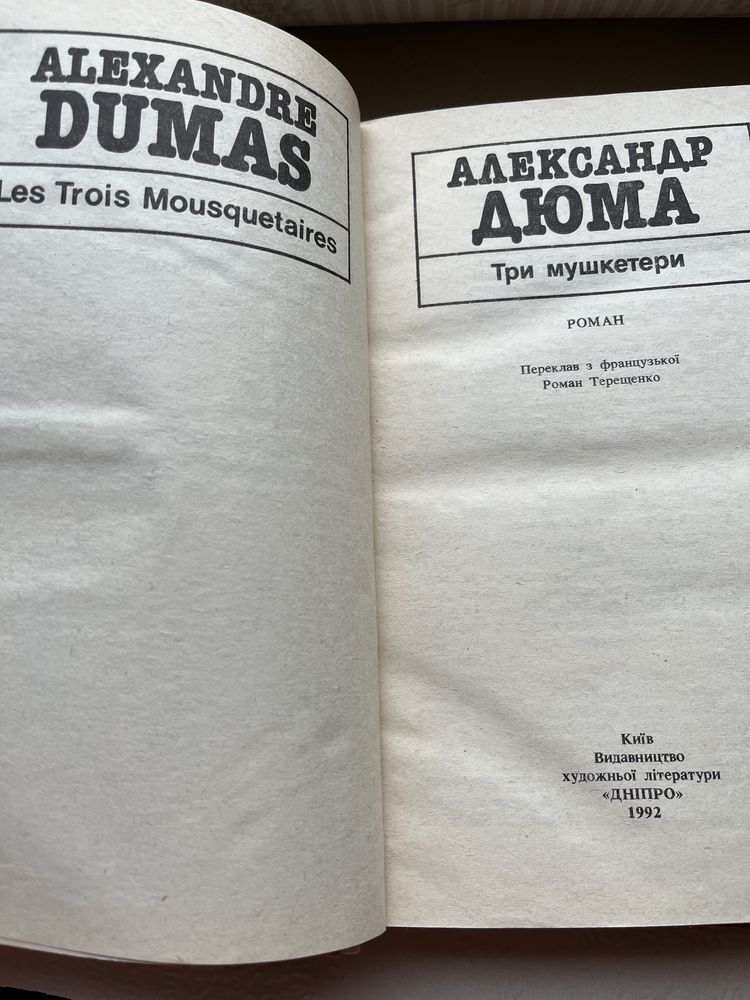 ALEXANDRE
DUMAS
Les Trois Mousquetaires
АЛЕКСАНДР
ДЮМА
Три мушкетери
РОМАН
Переклав з французької
Роман Терещенко
Київ
Видавництво
художньої літератури
«ДНІПРО»
1992